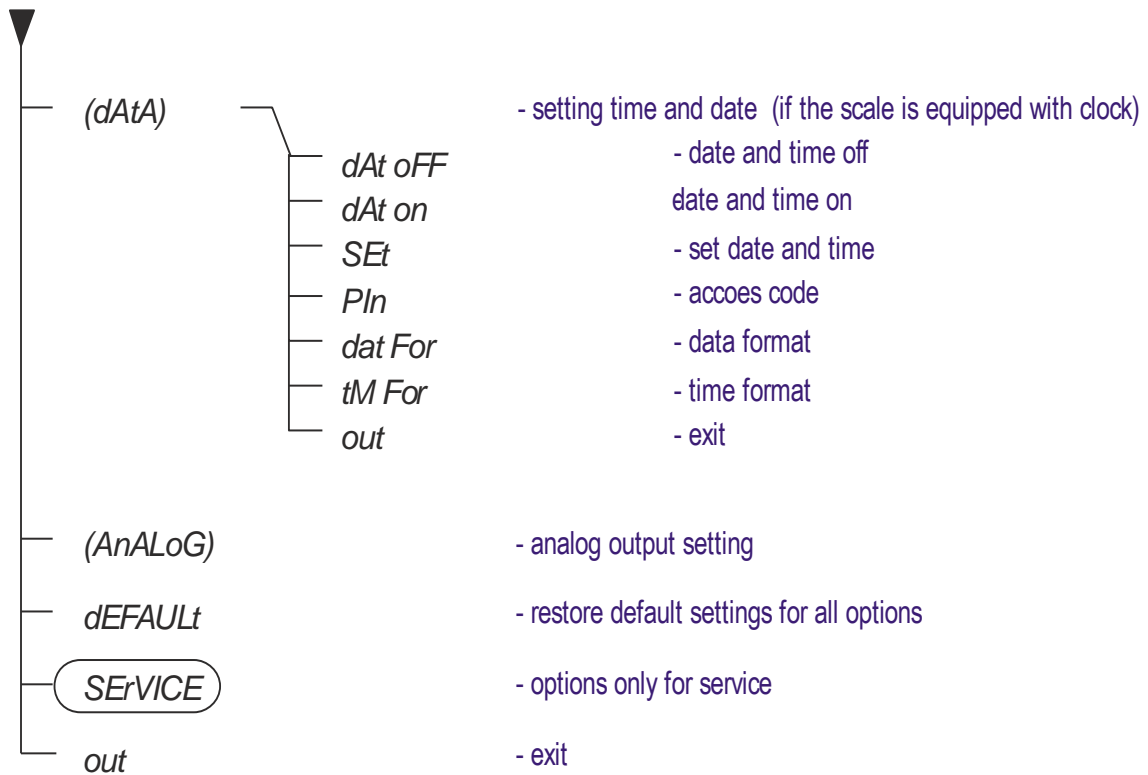 (dAtA) - setting time and date (if the scale is equipped with clock)
dAt oFF - date and time off
dAt on date and time on
SEt - set date and time
PIn - accoes code
dat For - data format
tM For - time format
out - exit
(AnALoG) - analog output setting
dEFAULt - restore default settings for all options
SErVICE - options only for service
out - exit